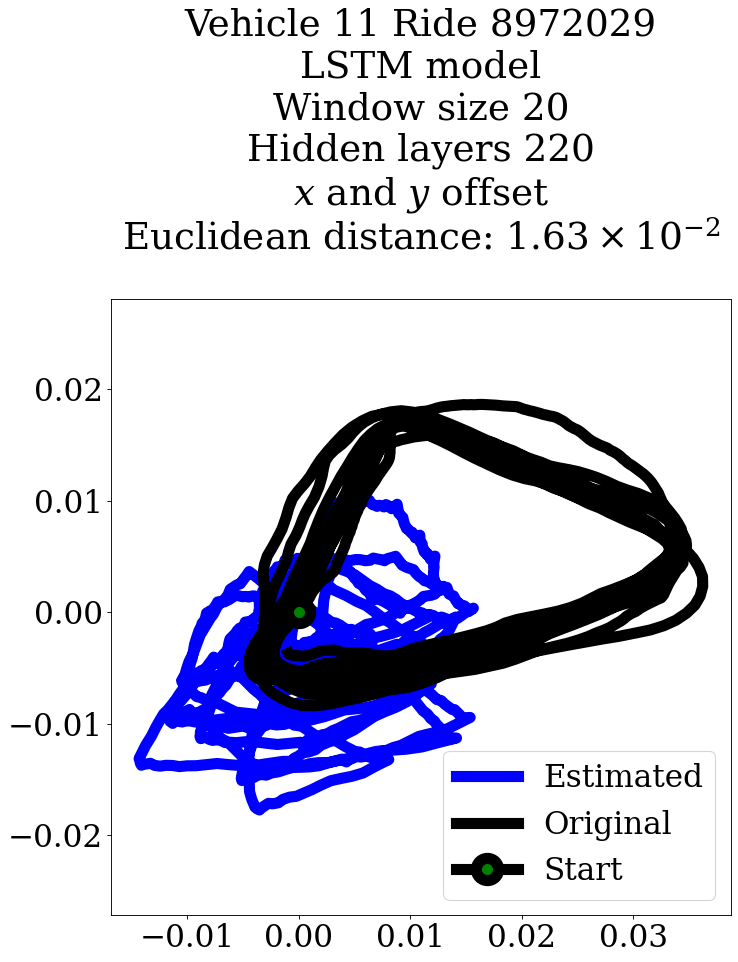 Vehicle 11 Ride 8972029
LSTM model
Window size 20
Hidden layers 220
x and y offset
Euclidean distance: 1.63 × 10⁻²
0.02
0.01
0.00
−0.01
−0.02
Estimated
Original
Start
−0.01 0.00 0.01 0.02 0.03